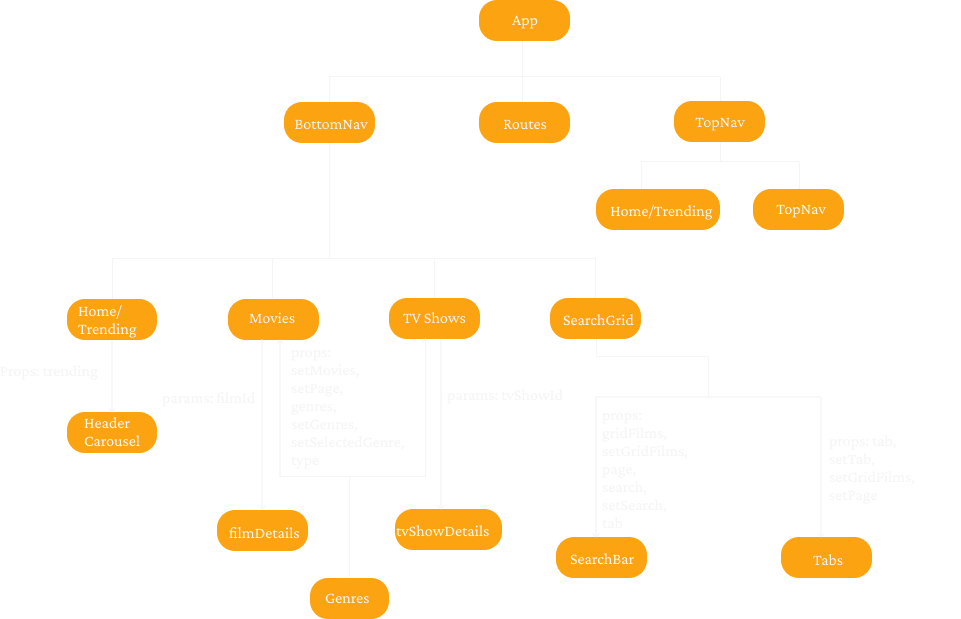 App
BottomNav
Routes
TopNav
Home/Trending
TopNav
Home/
Trending
Movies
TV Shows
SearchGrid
Props: trending
params: filmId
props:
setMovies,
setPage,
genres,
setGenres,
setSelectedGenre,
type
params: tvShowId
props:
gridFilms,
setGridFilms,
page,
search,
setSearch,
tab
props: tab,
setTab,
setGridFilms,
setPage
Header
Carousel
filmDetails
tvShowDetails
SearchBar
Tabs
Genres